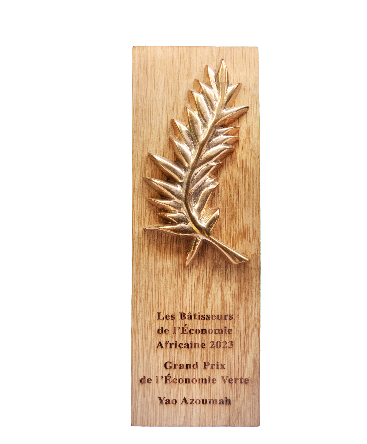 Les Bâtisseurs
de l'Économie
Africaine 2023
Grand Prix
de l'Économie Verte
Yao Azoumah